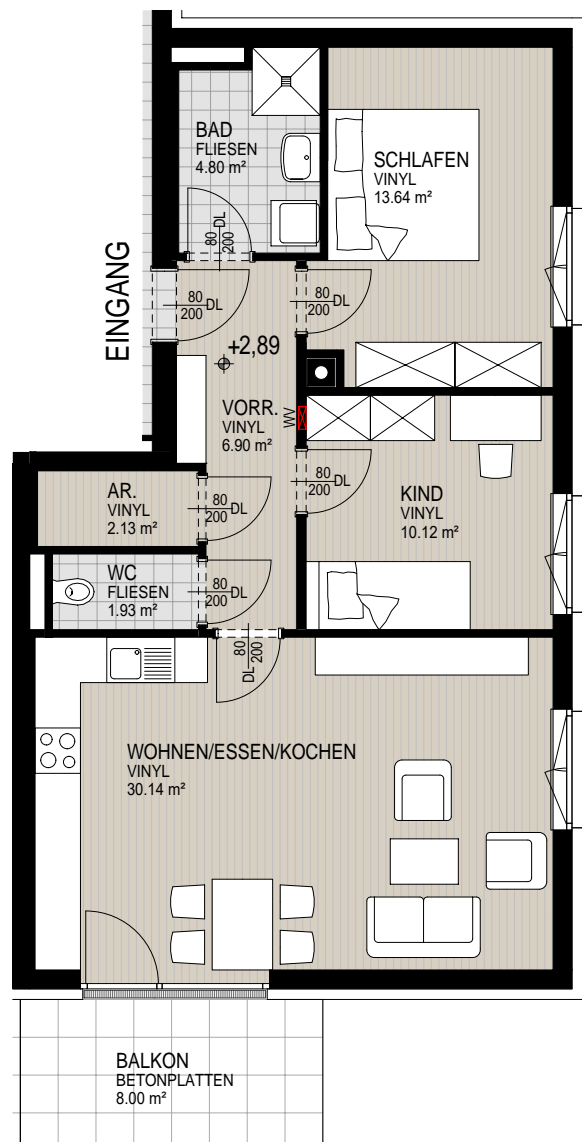 BAD
FLIESEN
4.80 m²
SCHLAFEN
VINYL
13.64 m²
80
200
DL
EINGANG
80
200
DL
80
200
DL
+2,89
VORR.
VINYL
6.90 m²
AR.
VINYL
2.13 m²
80
200
DL
80
200
DL
KIND
VINYL
10.12 m²
WC
FLIESEN
1.93 m²
80
200
DL
80
200
DL
WOHNEN/ESSEN/KOCHEN
VINYL
30.14 m²
BALKON
BETONPLATTEN
8.00 m²